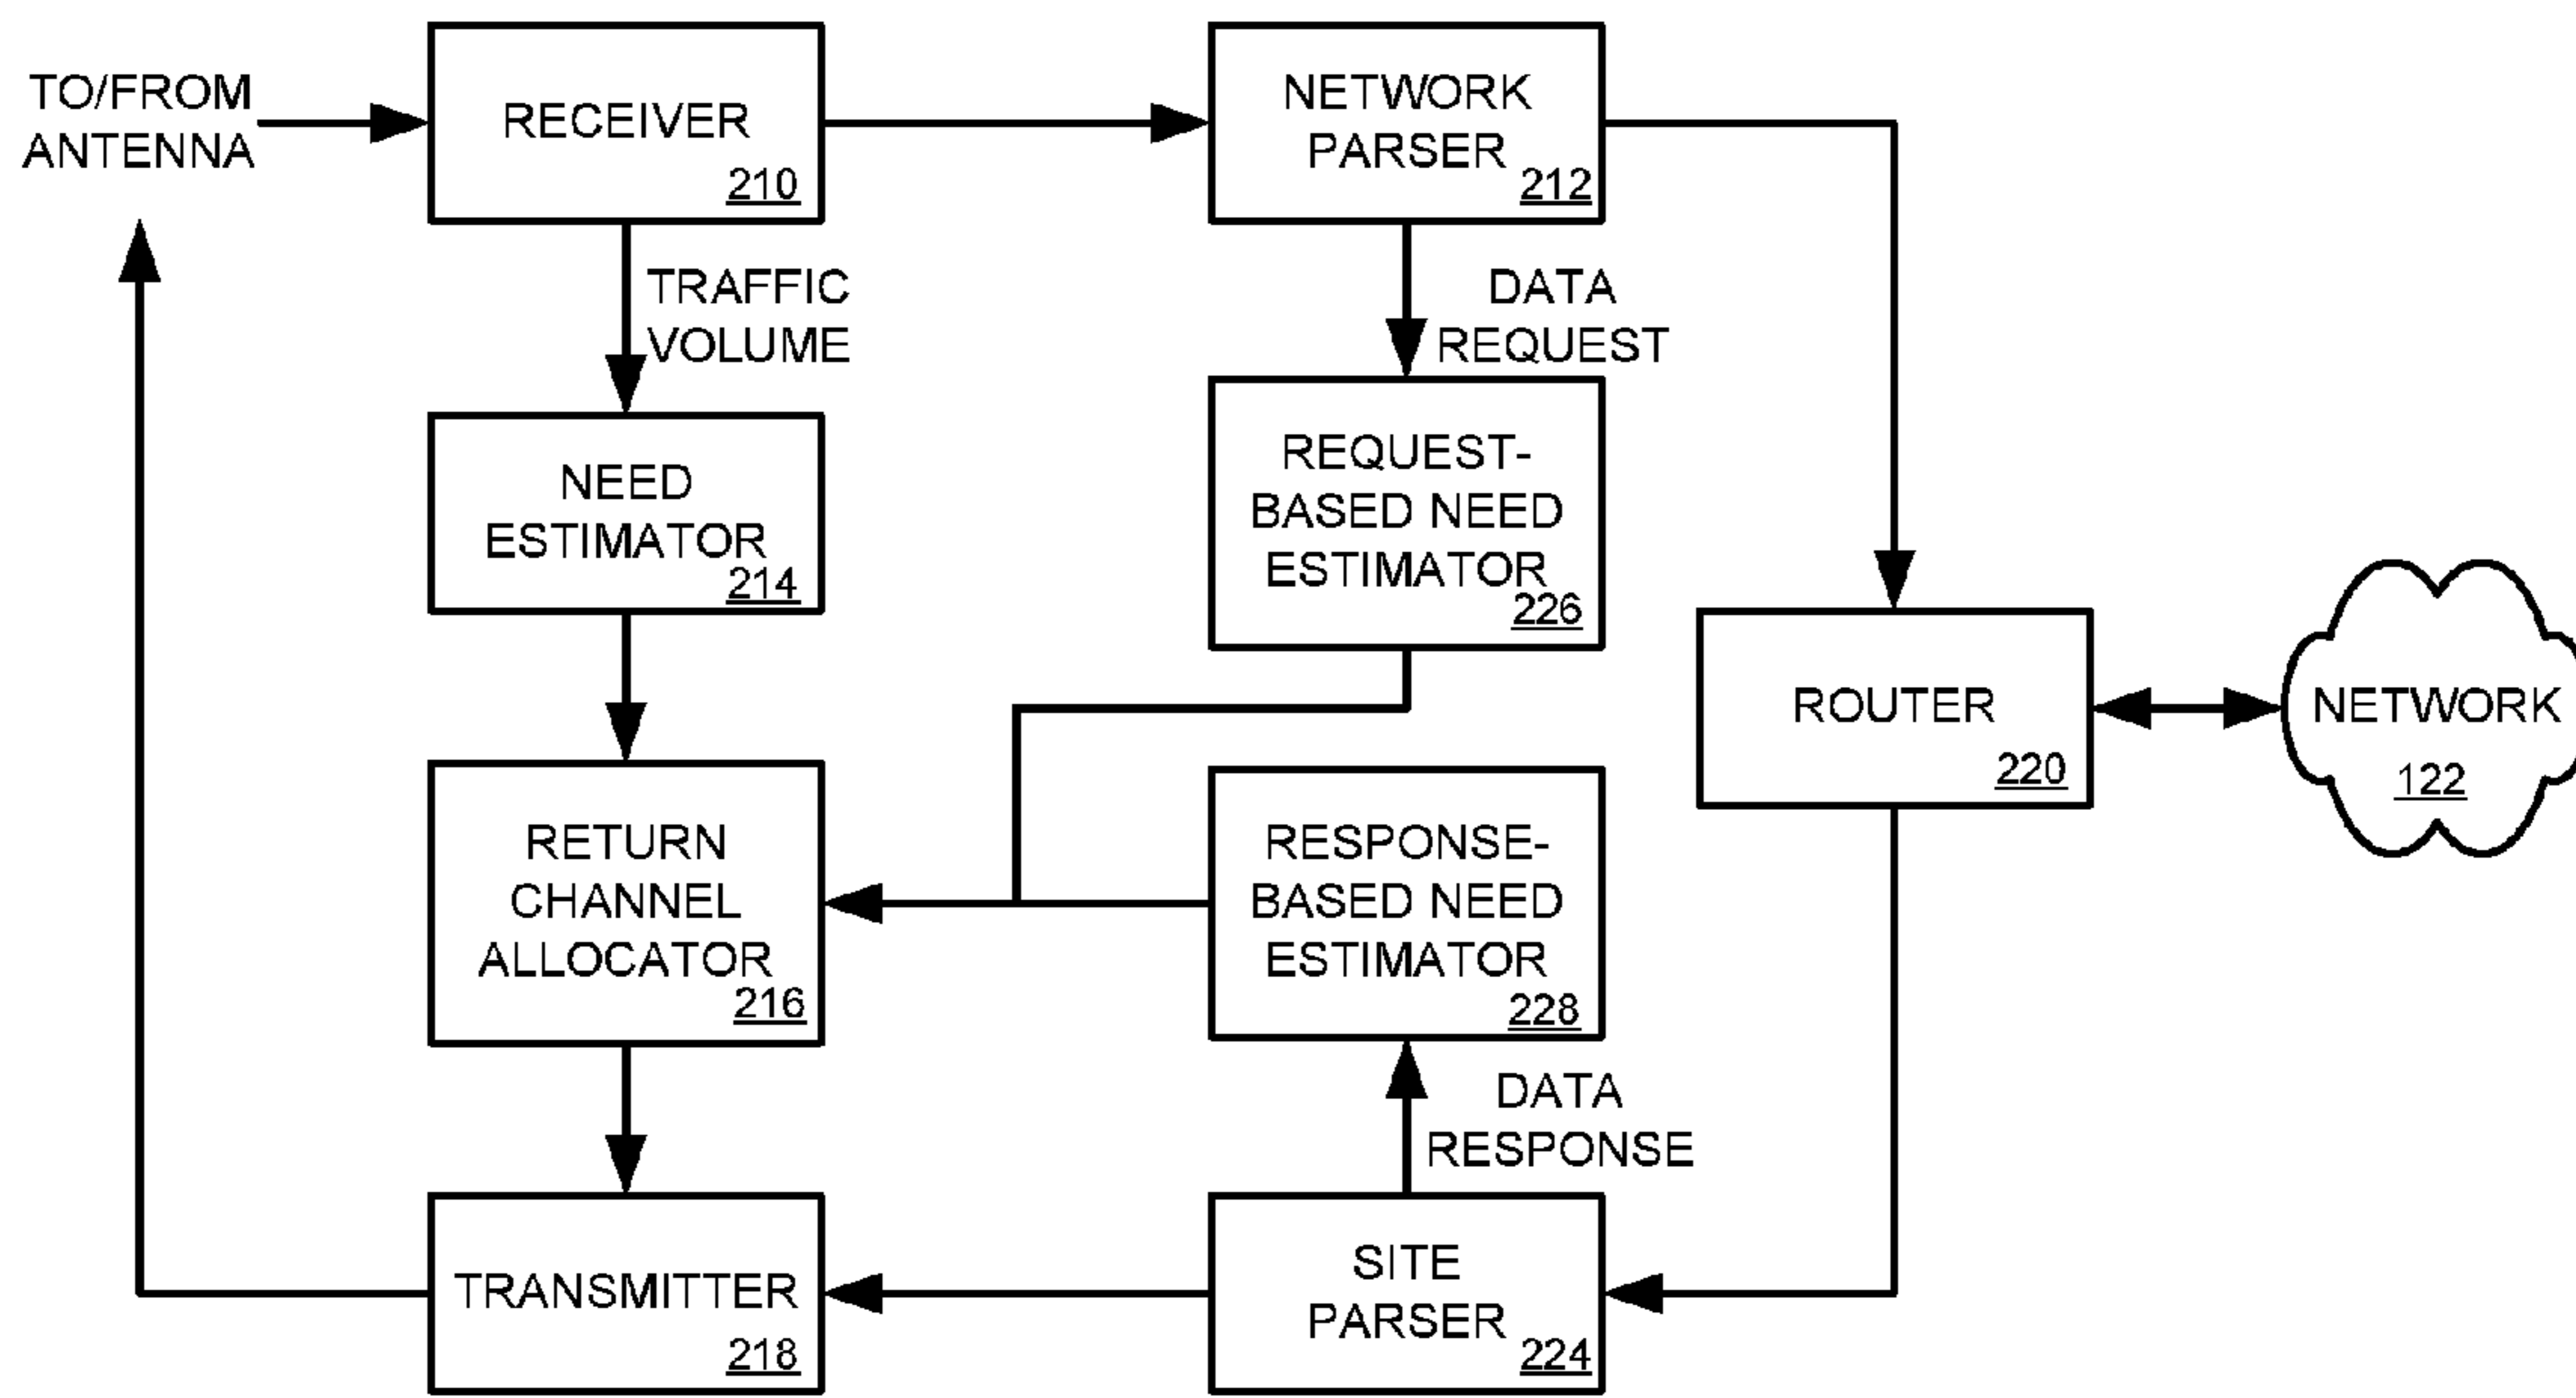 TO/FROM
ANTENNA
RECEIVER
210
NETWORK
PARSER
212
TRAFFIC
VOLUME
DATA
REQUEST
NEED
ESTIMATOR
214
REQUEST-
BASED NEED
ESTIMATOR
226
ROUTER
220
NETWORK
122
RETURN
CHANNEL
ALLOCATOR
216
RESPONSE-
BASED NEED
ESTIMATOR
228
DATA
RESPONSE
TRANSMITTER
218
SITE
PARSER
224